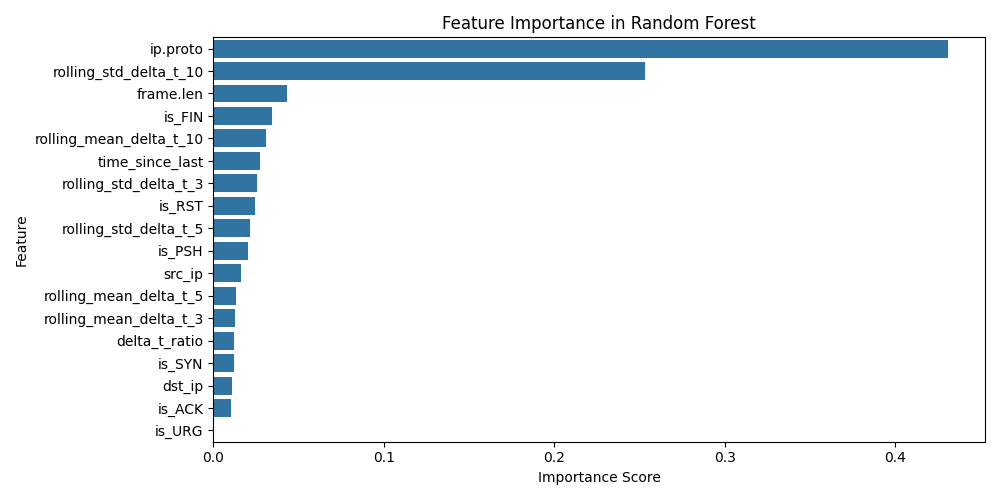 Feature Importance in Random Forest
ip.proto
rolling_std_delta_t_10
frame.len
is_FIN
rolling_mean_delta_t_10
time_since_last
rolling_std_delta_t_3
is_RST
rolling_std_delta_t_5
is_PSH
src_ip
rolling_mean_delta_t_5
rolling_mean_delta_t_3
delta_t_ratio
is_SYN
dst_ip
is_ACK
is_URG
Feature
0.0 0.1 0.2 0.3 0.4
Importance Score